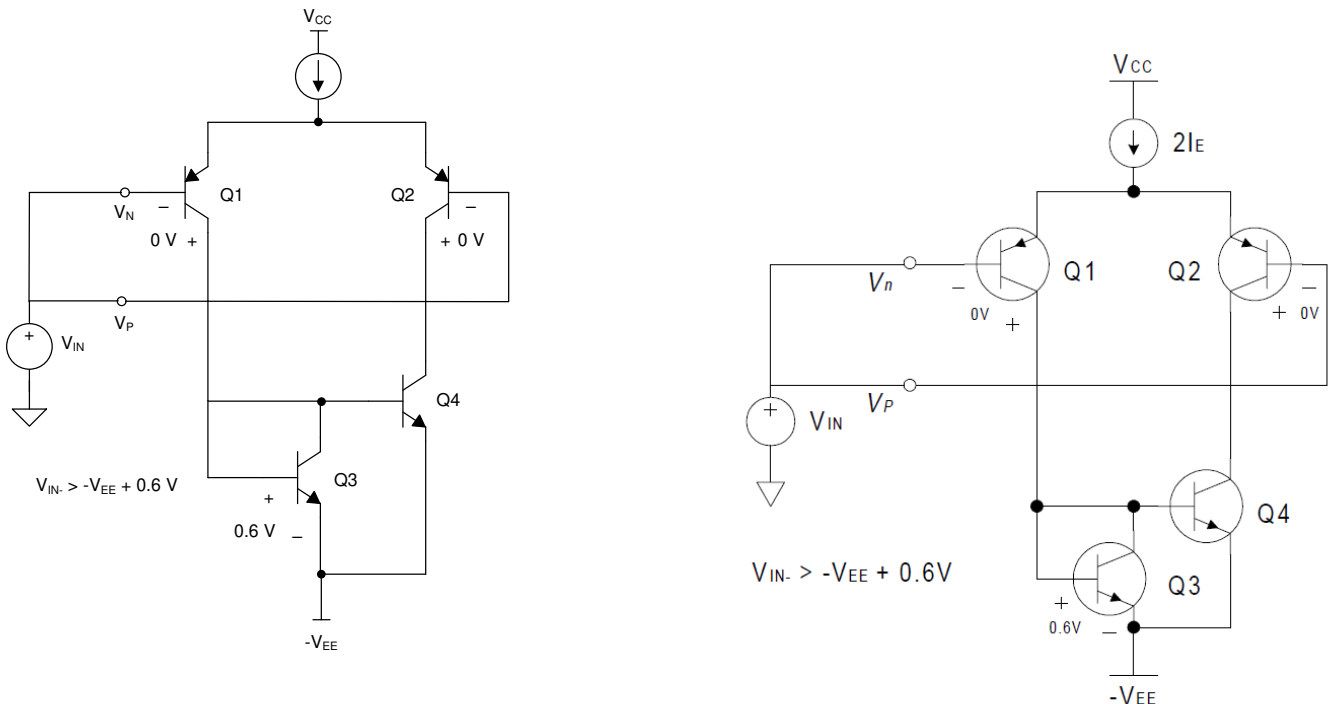 VCC
Q1
Q2
VN
−
−
0 V +
+ 0 V
VP
+
VIN
Q4
VIN- > -VEE + 0.6 V
Q3
+
0.6 V
−
-VEE
VCC
2IE
Q1
Q2
Vn
−
−
0V
+
+
0V
VP
+
VIN
Q4
VIN- > -VEE + 0.6V
Q3
+
0.6V
−
-VEE